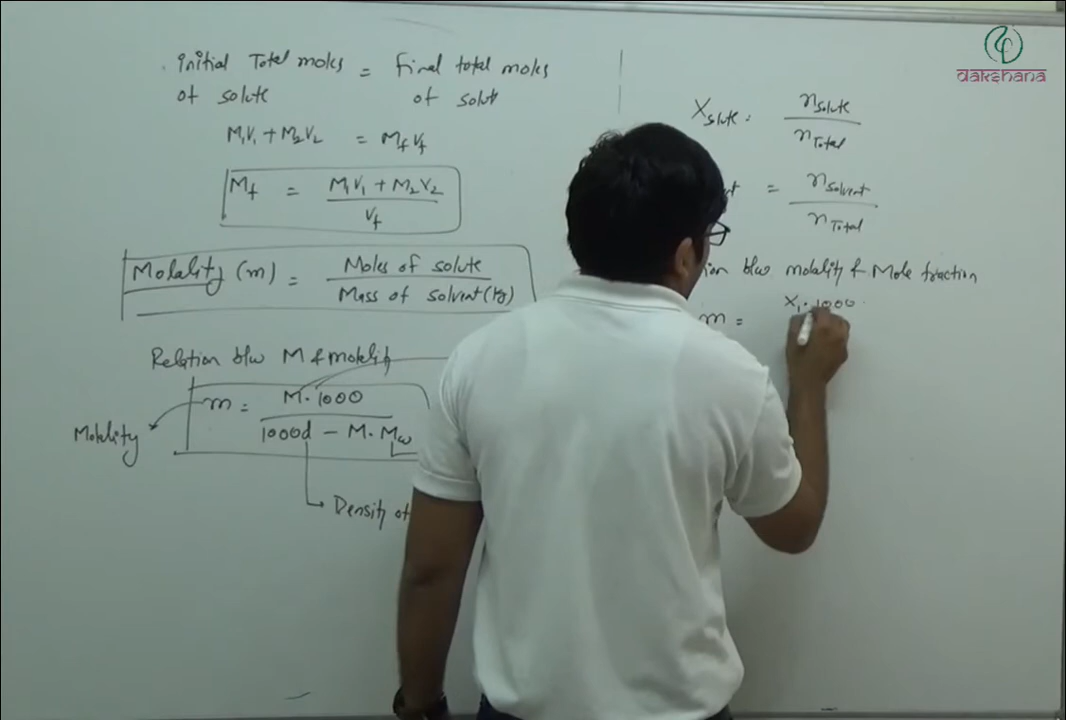 initial Total moles = final total moles
of solute of solut
M₁V₁ + M₂V₂ = M_f V_f
M_f = M₁V₁ + M₂V₂ / V_f
Molality (m) = Moles of solute / Mass of solvent (kg)
Relation b/w M & molality
m = M. 1000 / 1000d - M. M_w
Molality
Density of
dakshana
X_solute = n_solute / n_Total
= n_solvent / n_Total
b/w molality & Mole fraction
m = X₁. 1000